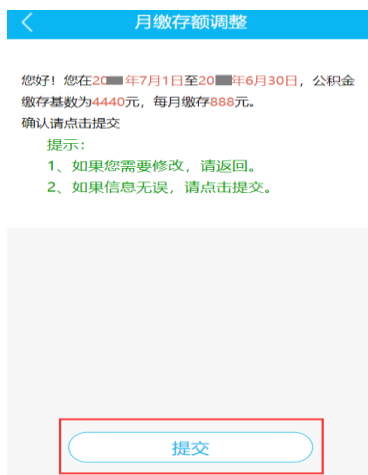 月缴存额调整
您好！您在20 年7月1日至20 年6月30日，公积金
缴存基数为4440元，每月缴存888元。
确认请点击提交
提示：
1、如果您需要修改，请返回。
2、如果信息无误，请点击提交。
提交